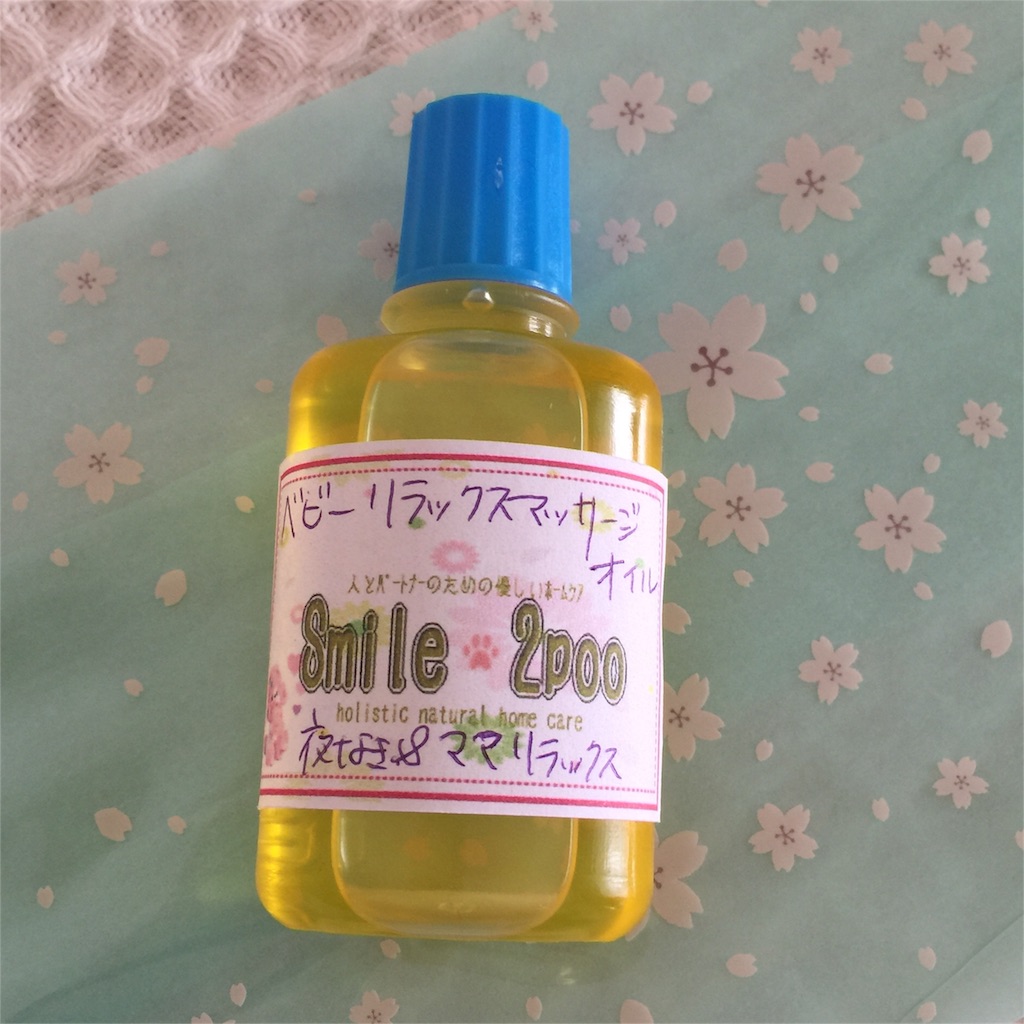 ベビーリラックスマッサージ
オイル
人とパートナーのための優しいホームケア
Smile 2poo
holistic natural home care
夜なき&ママリラックス